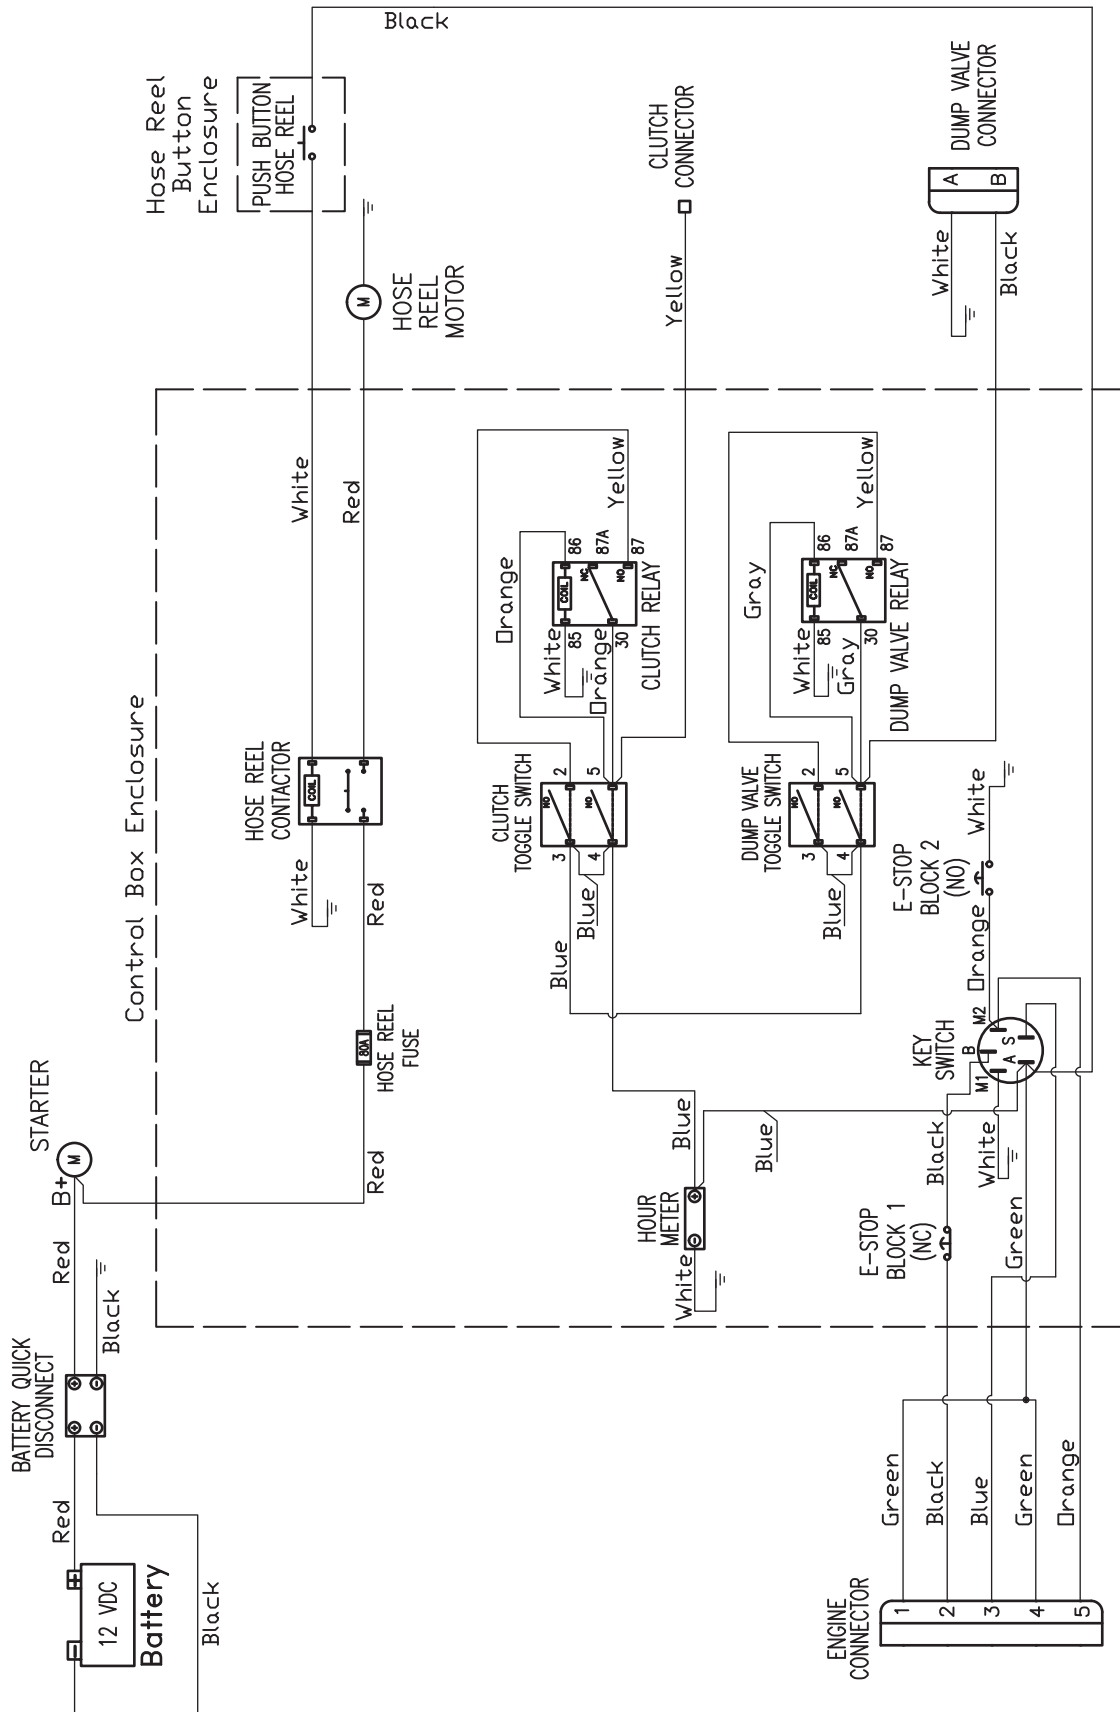 Battery
12 VDC
Red
Black
BATTERY QUICK
DISCONNECT
Red
Black
B+
STARTER
M
Control Box Enclosure
Red
HOSE REEL
FUSE
80A
Red
White
HOSE REEL
CONTACTOR
COIL
White
Red
HOSE
REEL
MOTOR
M
Hose Reel
Button
Enclosure
PUSH BUTTON
HOSE REEL
Black
HOUR
METER
White
Blue
Blue
Blue
Blue
CLUTCH
TOGGLE SWITCH
3
4
2
5
NO
NO
Orange
White
85
Orange
30
COIL
NC
NO
86
87A
87
CLUTCH RELAY
Yellow
Yellow
CLUTCH
CONNECTOR
Blue
DUMP VALVE
TOGGLE SWITCH
3
4
2
5
NO
NO
Gray
White
85
Gray
30
COIL
NC
NO
86
87A
87
DUMP VALVE RELAY
Yellow
White
Black
A
B
DUMP VALVE
CONNECTOR
E-STOP
BLOCK 2
(NO)
White
Orange
KEY
SWITCH
M1
B
M2
A
S
Black
White
Green
E-STOP
BLOCK 1
(NC)
ENGINE
CONNECTOR
1
2
3
4
5
Green
Black
Blue
Green
Orange